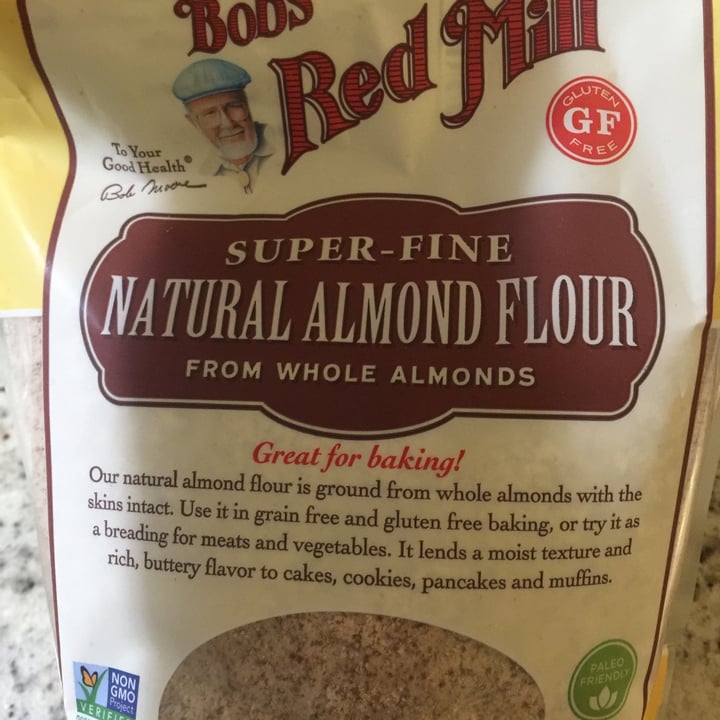 Bob's
Red Mill
GLUTEN
GF
FREE
To Your
Good Health®
Bob Moore
SUPER-FINE
NATURAL ALMOND FLOUR
FROM WHOLE ALMONDS
Great for baking!
Our natural almond flour is ground from whole almonds with the
skins intact. Use it in grain free and gluten free baking, or try it as
a breading for meats and vegetables. It lends a moist texture and
rich, buttery flavor to cakes, cookies, pancakes and muffins.
NON
GMO
Project
VERIFIED
PALEO
FRIENDLY